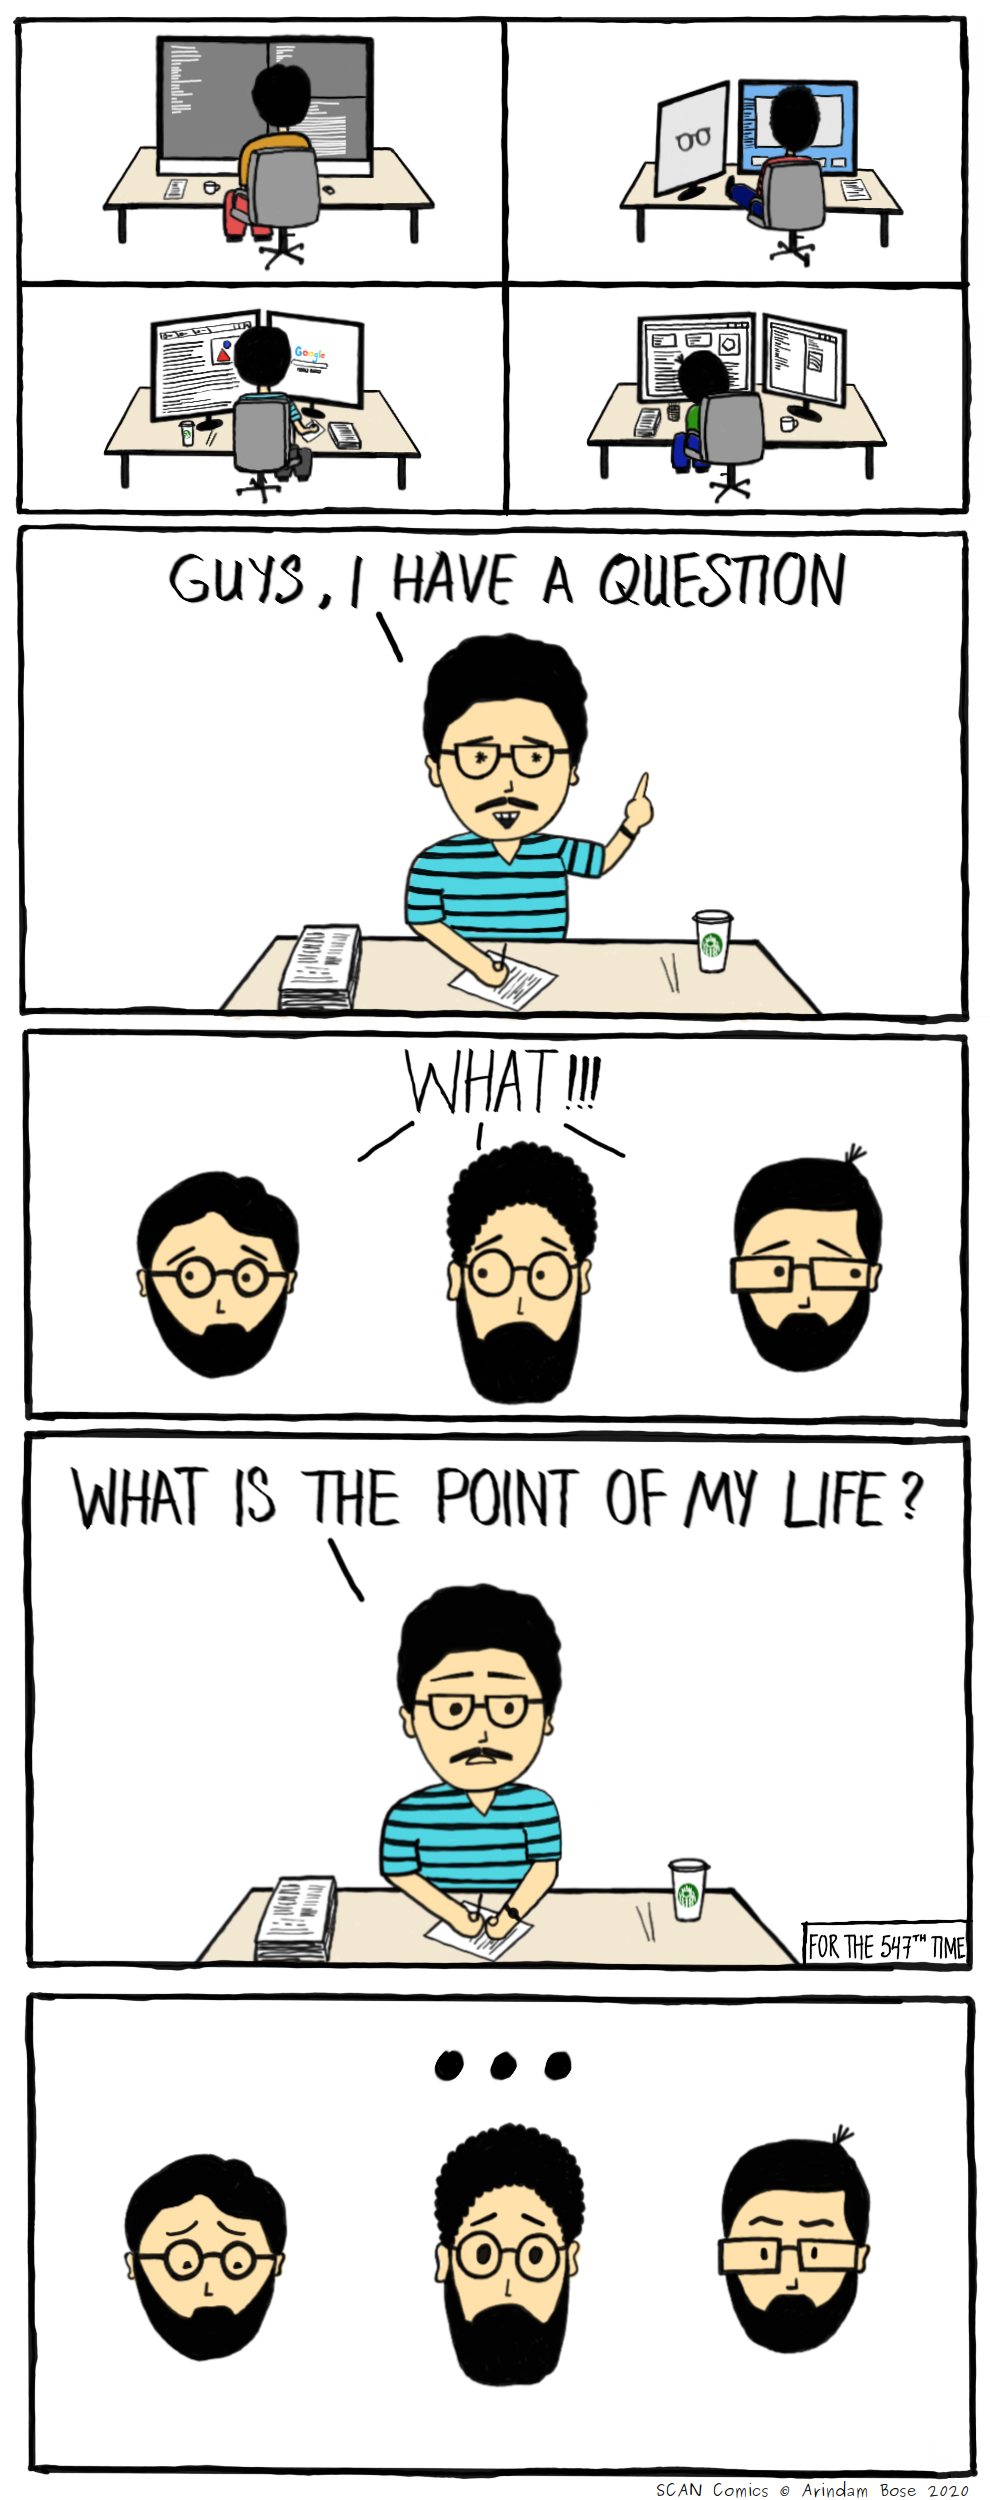 Google
GUYS, I HAVE A QUESTION
WHAT!!!
WHAT IS THE POINT OF MY LIFE?
FOR THE 547TH TIME
...
SCAN Comics © Arindam Bose 2020